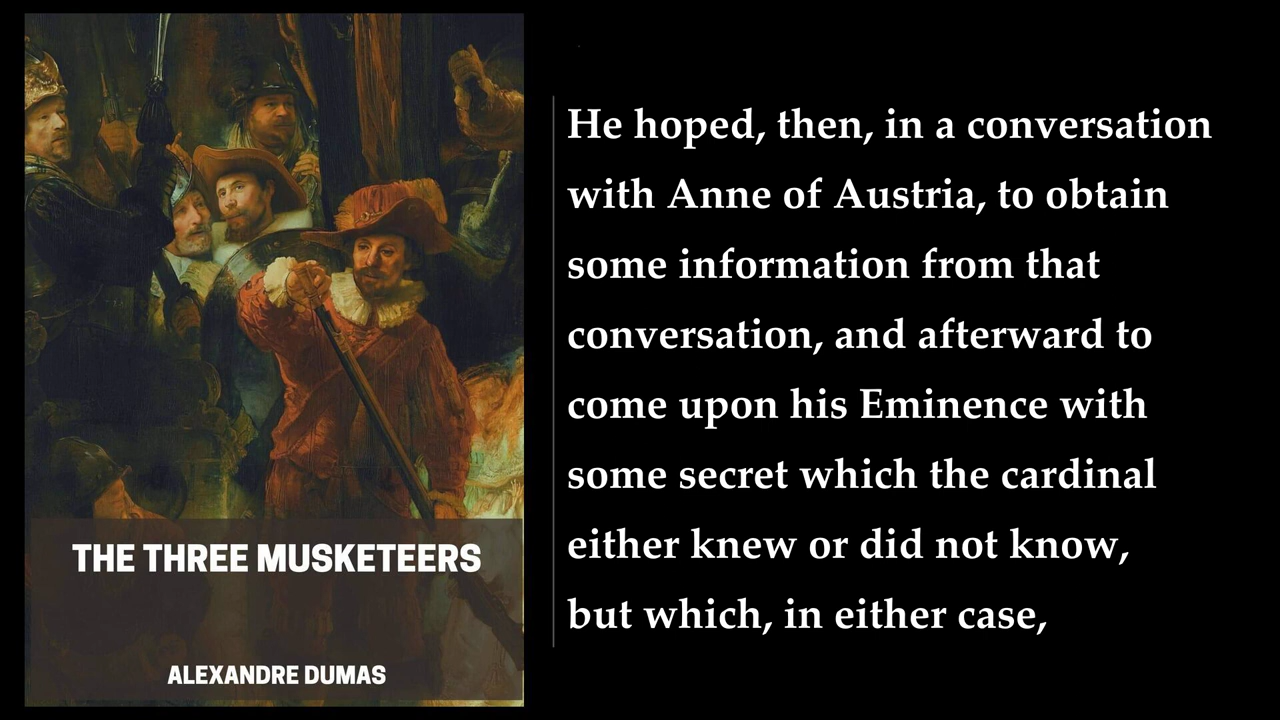 THE THREE MUSKETEERS
ALEXANDRE DUMAS
He hoped, then, in a conversation
with Anne of Austria, to obtain
some information from that
conversation, and afterward to
come upon his Eminence with
some secret which the cardinal
either knew or did not know,
but which, in either case,